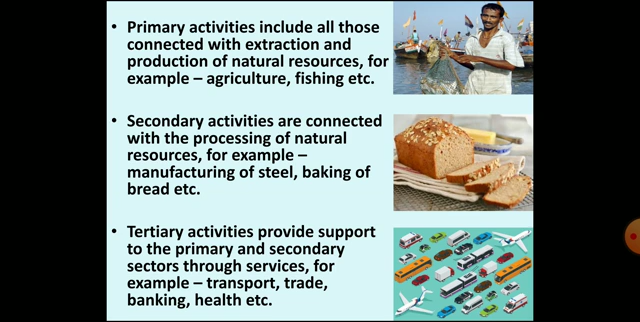 • Primary activities include all those
connected with extraction and
production of natural resources, for
example – agriculture, fishing etc.
• Secondary activities are connected
with the processing of natural
resources, for example –
manufacturing of steel, baking of
bread etc.
• Tertiary activities provide support
to the primary and secondary
sectors through services, for
example – transport, trade,
banking, health etc.